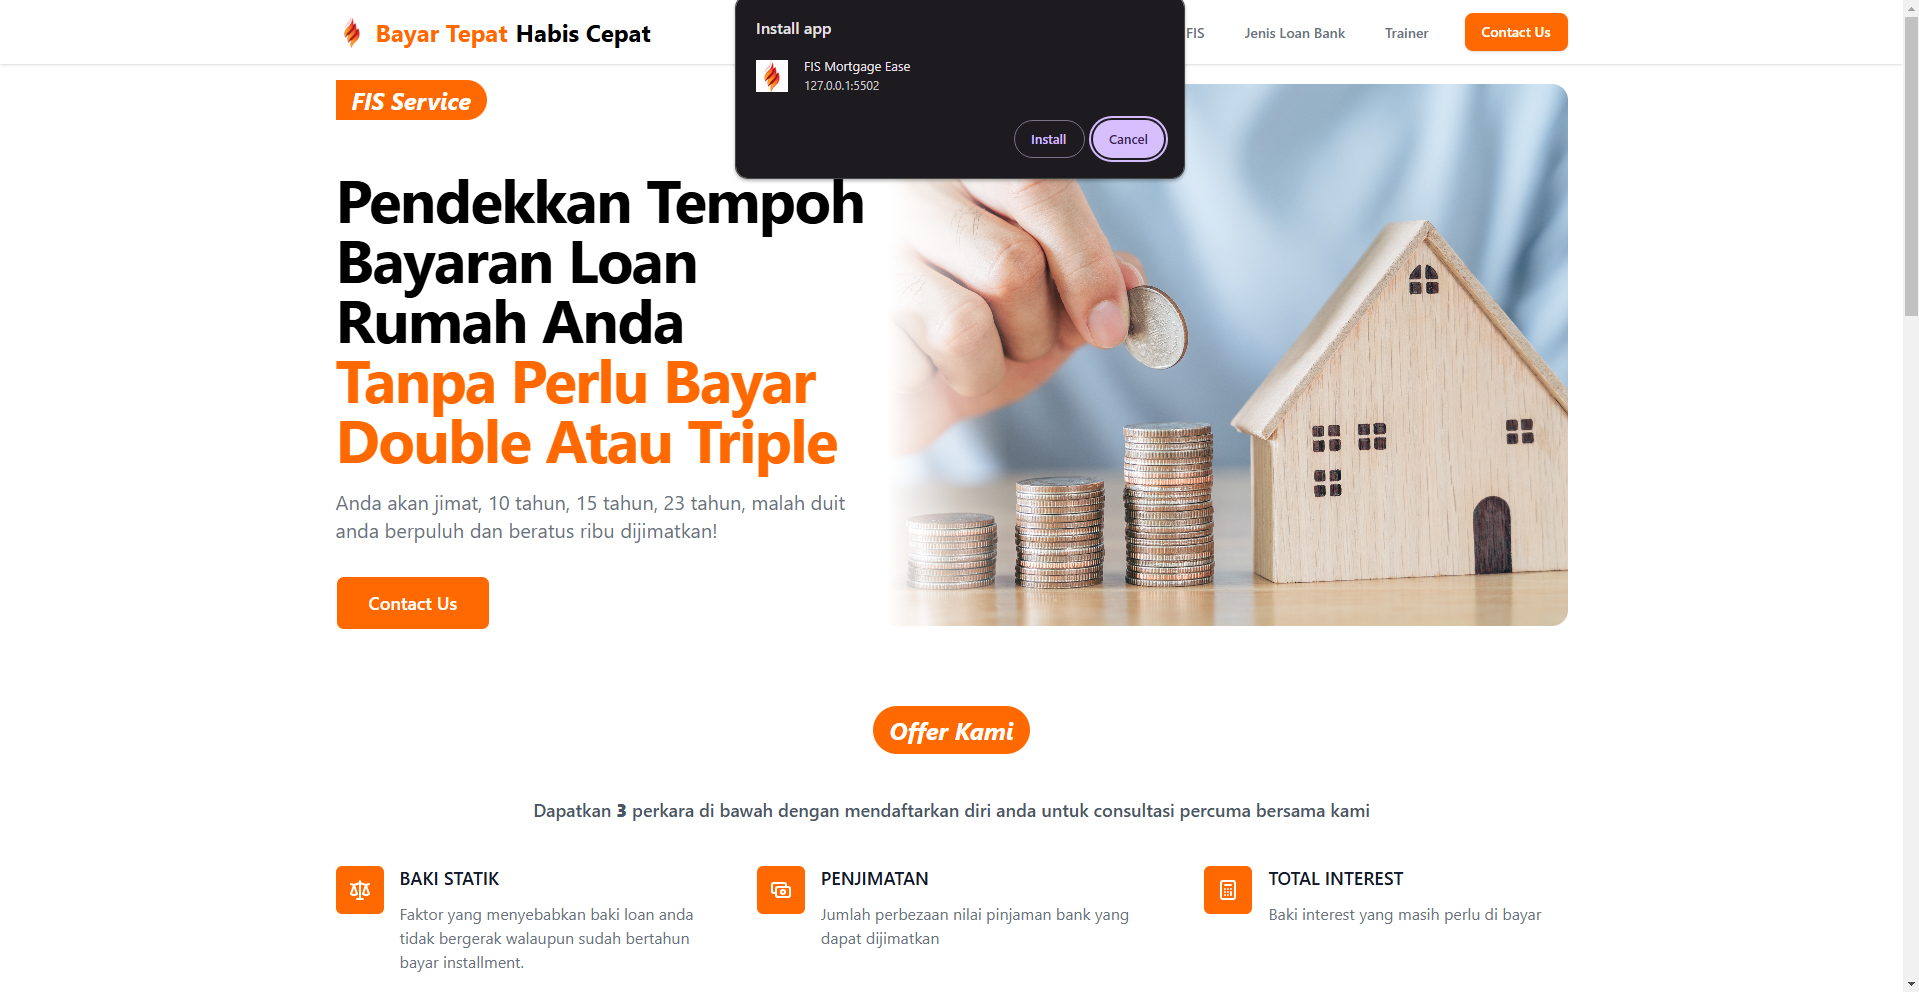 Bayar Tepat Habis Cepat
FIS
Jenis Loan Bank
Trainer
Contact Us
Install app
FIS Mortgage Ease
127.0.0.1:5502
Install
Cancel
FIS Service
Pendekkan Tempoh
Bayaran Loan
Rumah Anda
Tanpa Perlu Bayar
Double Atau Triple
Anda akan jimat, 10 tahun, 15 tahun, 23 tahun, malah duit
anda berpuluh dan beratus ribu dijimatkan!
Contact Us
Offer Kami
Dapatkan 3 perkara di bawah dengan mendaftarkan diri anda untuk consultasi percuma bersama kami
BAKI STATIK
Faktor yang menyebabkan baki loan anda
tidak bergerak walaupun sudah bertahun
bayar installment.
PENJIMATAN
Jumlah perbezaan nilai pinjaman bank yang
dapat dijimatkan
TOTAL INTEREST
Baki interest yang masih perlu di bayar